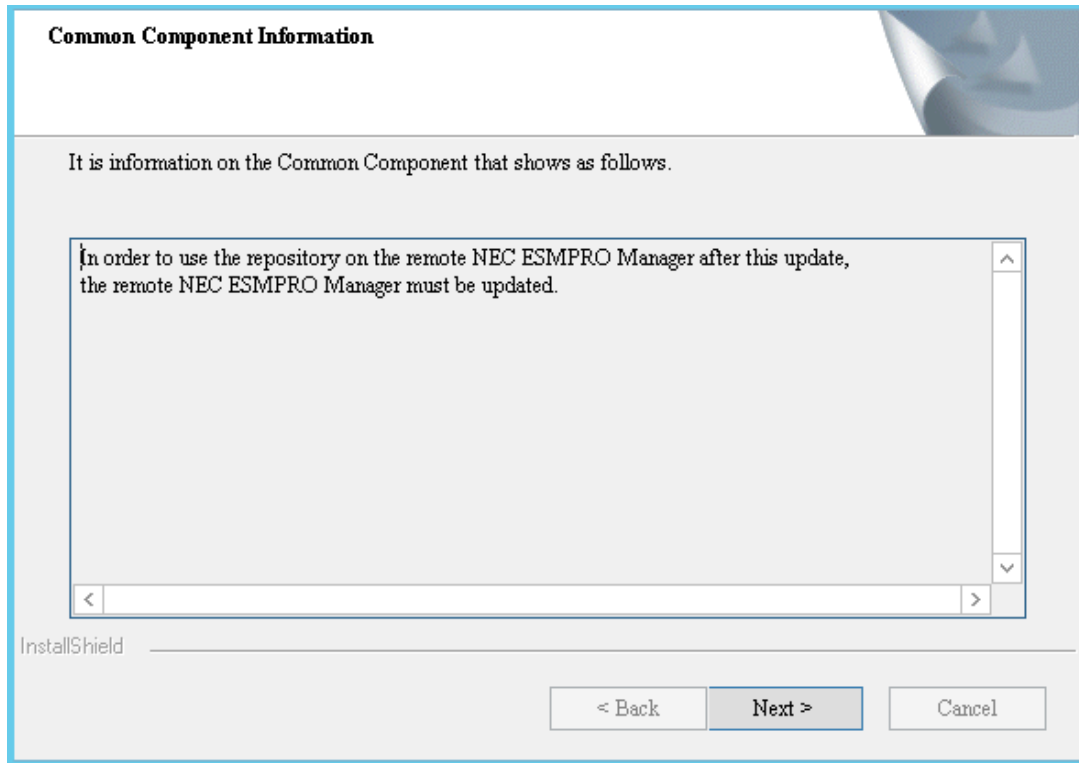 Common Component Information
It is information on the Common Component that shows as follows.
In order to use the repository on the remote NEC ESMPRO Manager after this update,
the remote NEC ESMPRO Manager must be updated.
InstallShield
< Back
Next >
Cancel